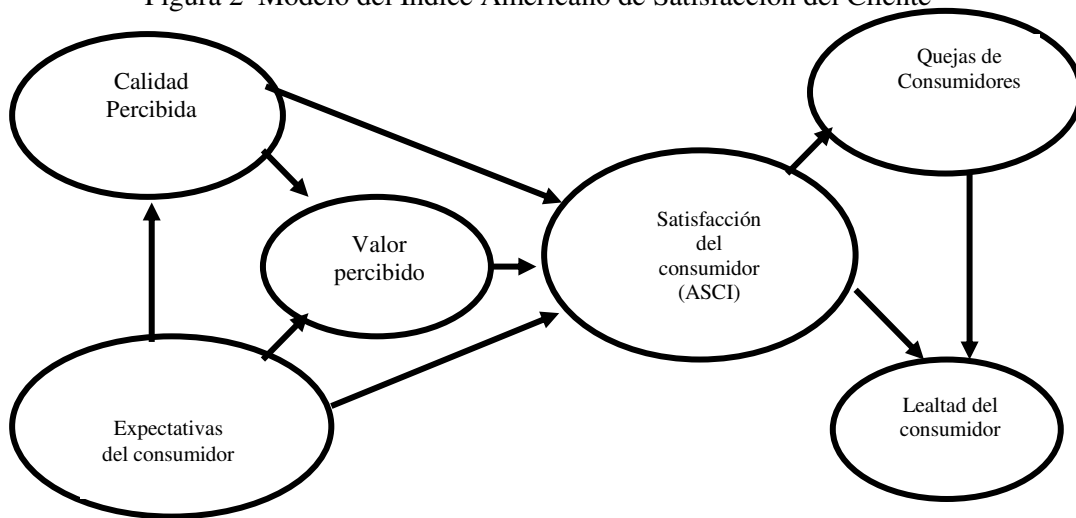 Figura 2 Modelo del Índice Americano de Satisfacción del Cliente
Calidad
Percibida
Quejas de
Consumidores
Valor
percibido
Satisfacción
del
consumidor
(ASCI)
Expectativas
del consumidor
Lealtad del
consumidor